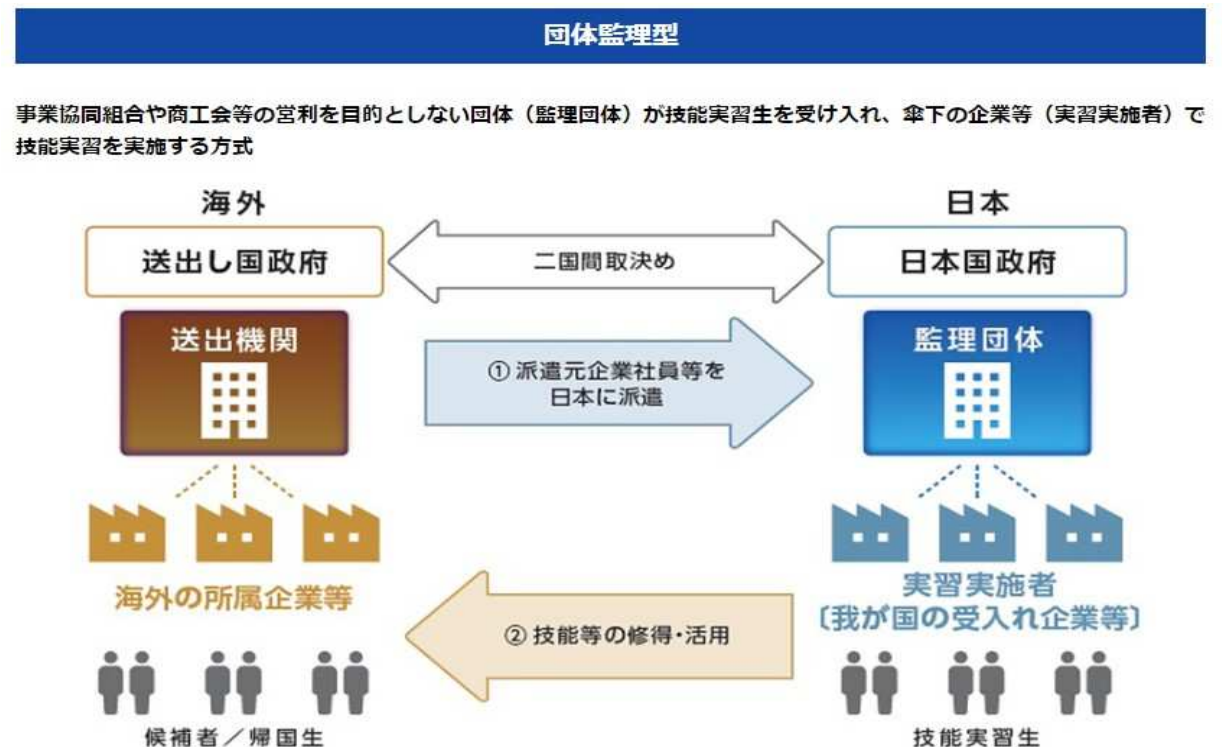 団体監理型
事業協同組合や商工会等の営利を目的としない団体（監理団体）が技能実習生を受け入れ、傘下の企業等（実習実施者）で
技能実習を実施する方式
海外
日本
送出し国政府
二国間取決め
日本国政府
送出機関
① 派遣元企業社員等を
日本に派遣
監理団体
海外の所属企業等
実習実施者
〔我が国の受入れ企業等〕
② 技能等の修得・活用
候補者／帰国生
技能実習生